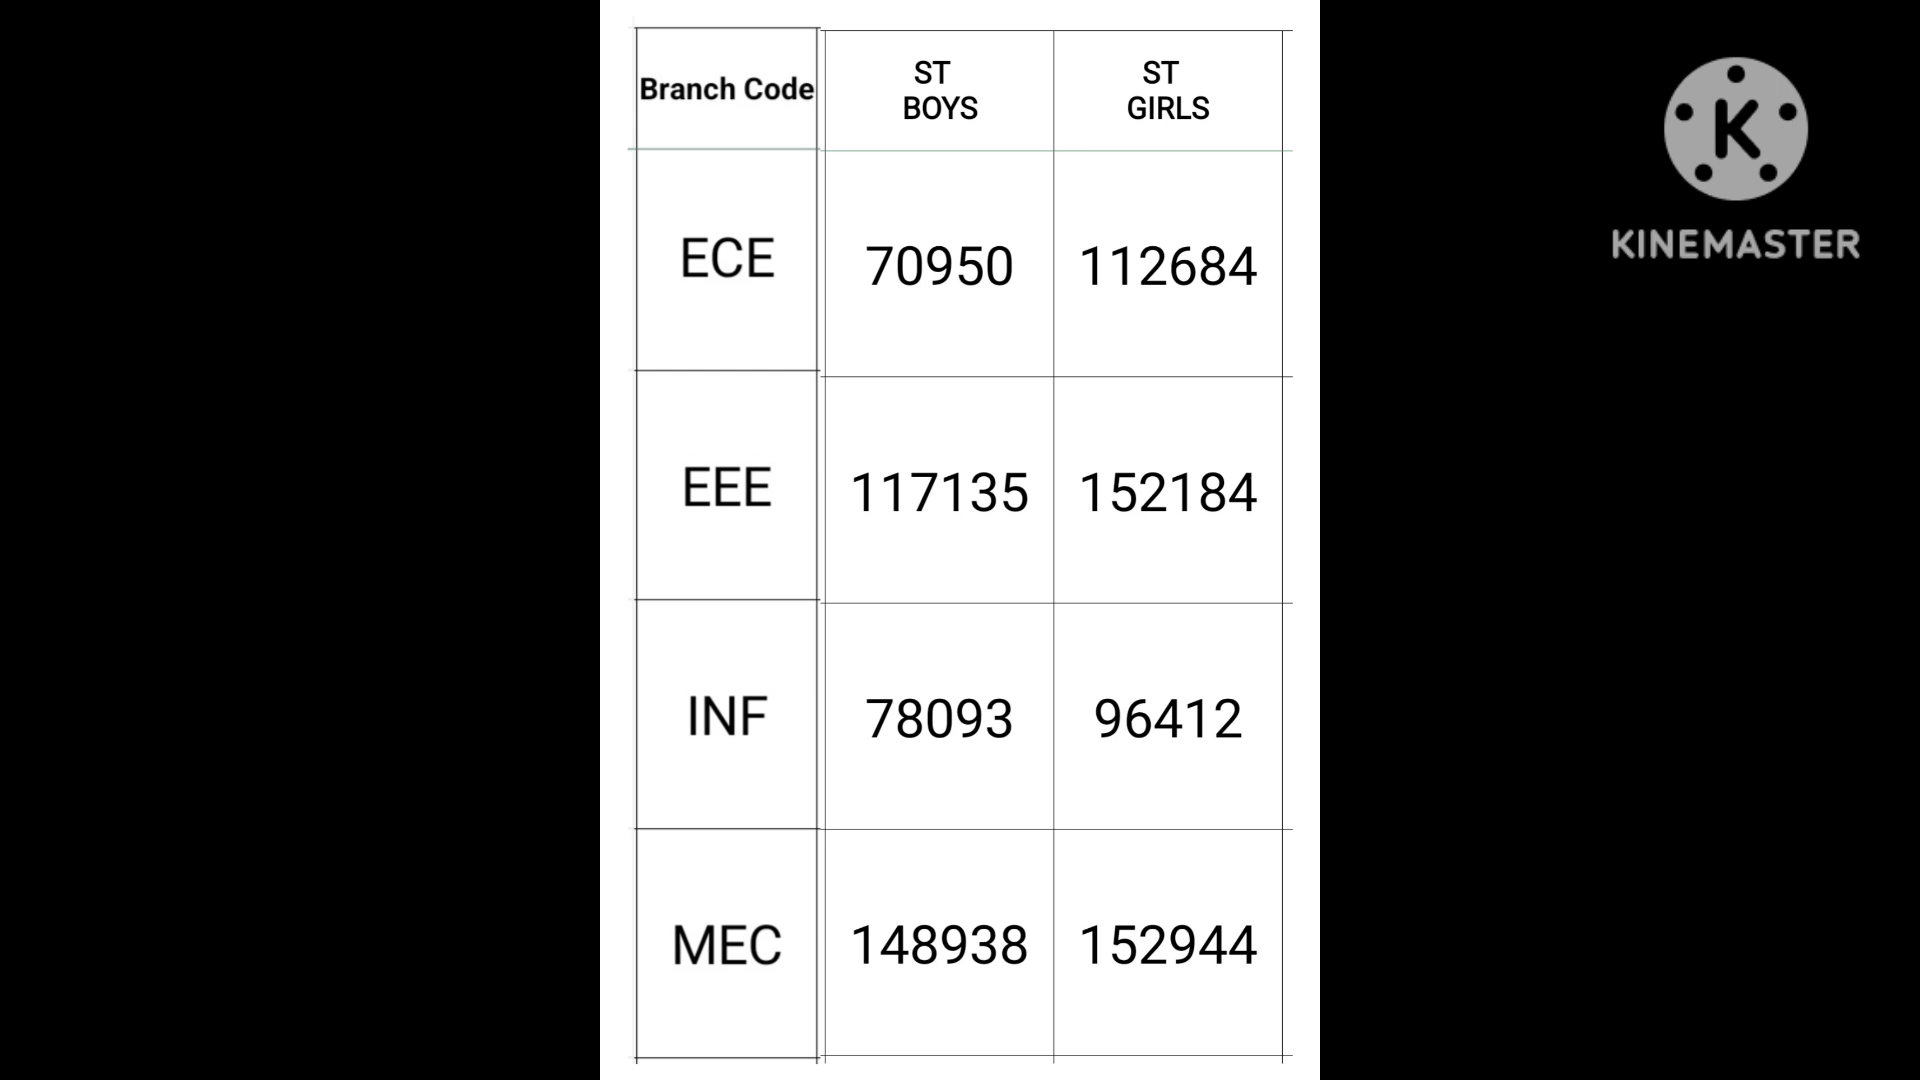 Branch Code ST BOYS ST GIRLS
ECE 70950 112684
EEE 117135 152184
INF 78093 96412
MEC 148938 152944
K
KINEMASTER